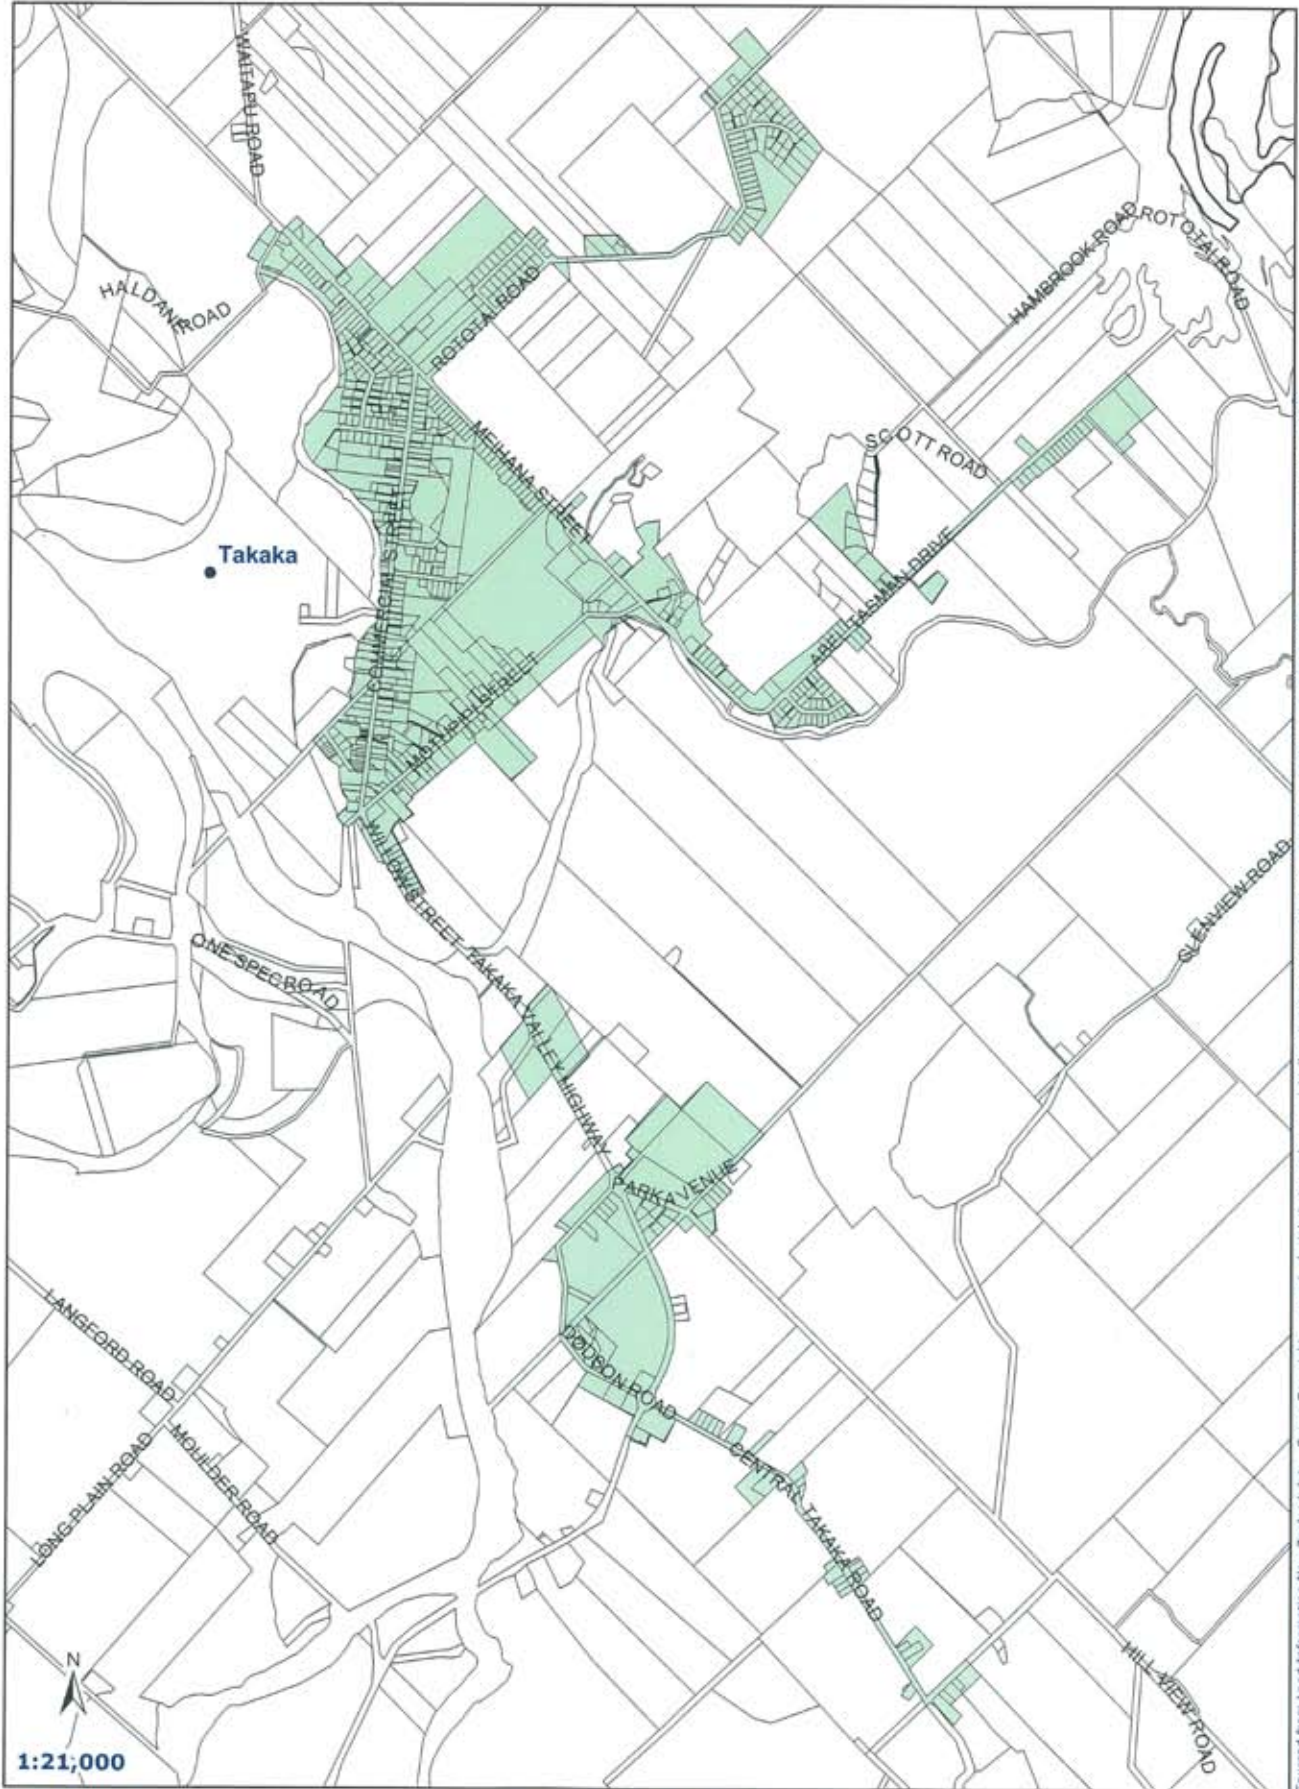 WAITAPU ROAD
HALDANE ROAD
ROTOTAI ROAD
HAMBROOK ROAD
ROTOTAI ROAD
MEIHANA STREET
SCOTT ROAD
Takaka
COMMERCIAL STREET
ABEL TASMAN DRIVE
MOTUPIPI STREET
WILLOW STREET
GLENVIEW ROAD
ONE SPEC ROAD
TAKAKA VALLEY HIGHWAY
PARK AVENUE
LANGFORD ROAD
DODSON ROAD
LONG PLAIN ROAD
MOULDER ROAD
CENTRAL TAKAKA ROAD
HILL VIEW ROAD
N
1:21,000